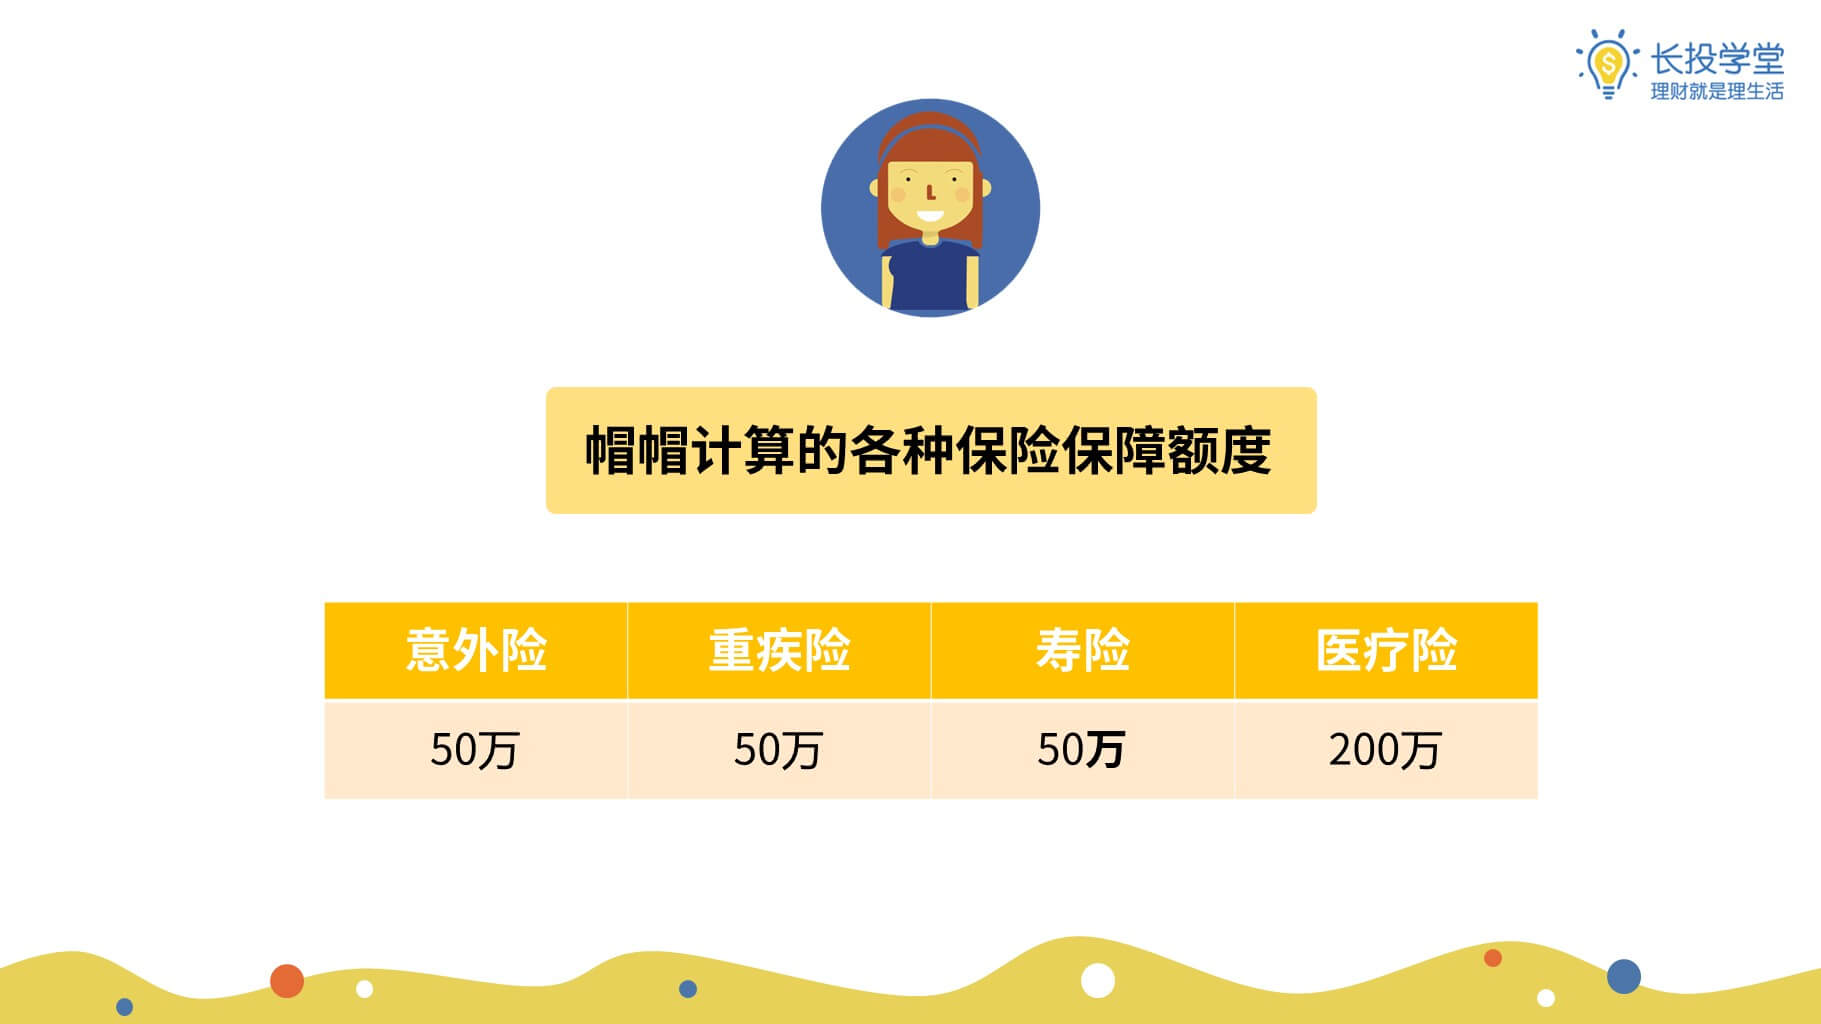 长投学堂
理财就是理生活
帽帽计算的各种保险保障额度
意外险 重疾险 寿险 医疗险
50万 50万 50万 200万